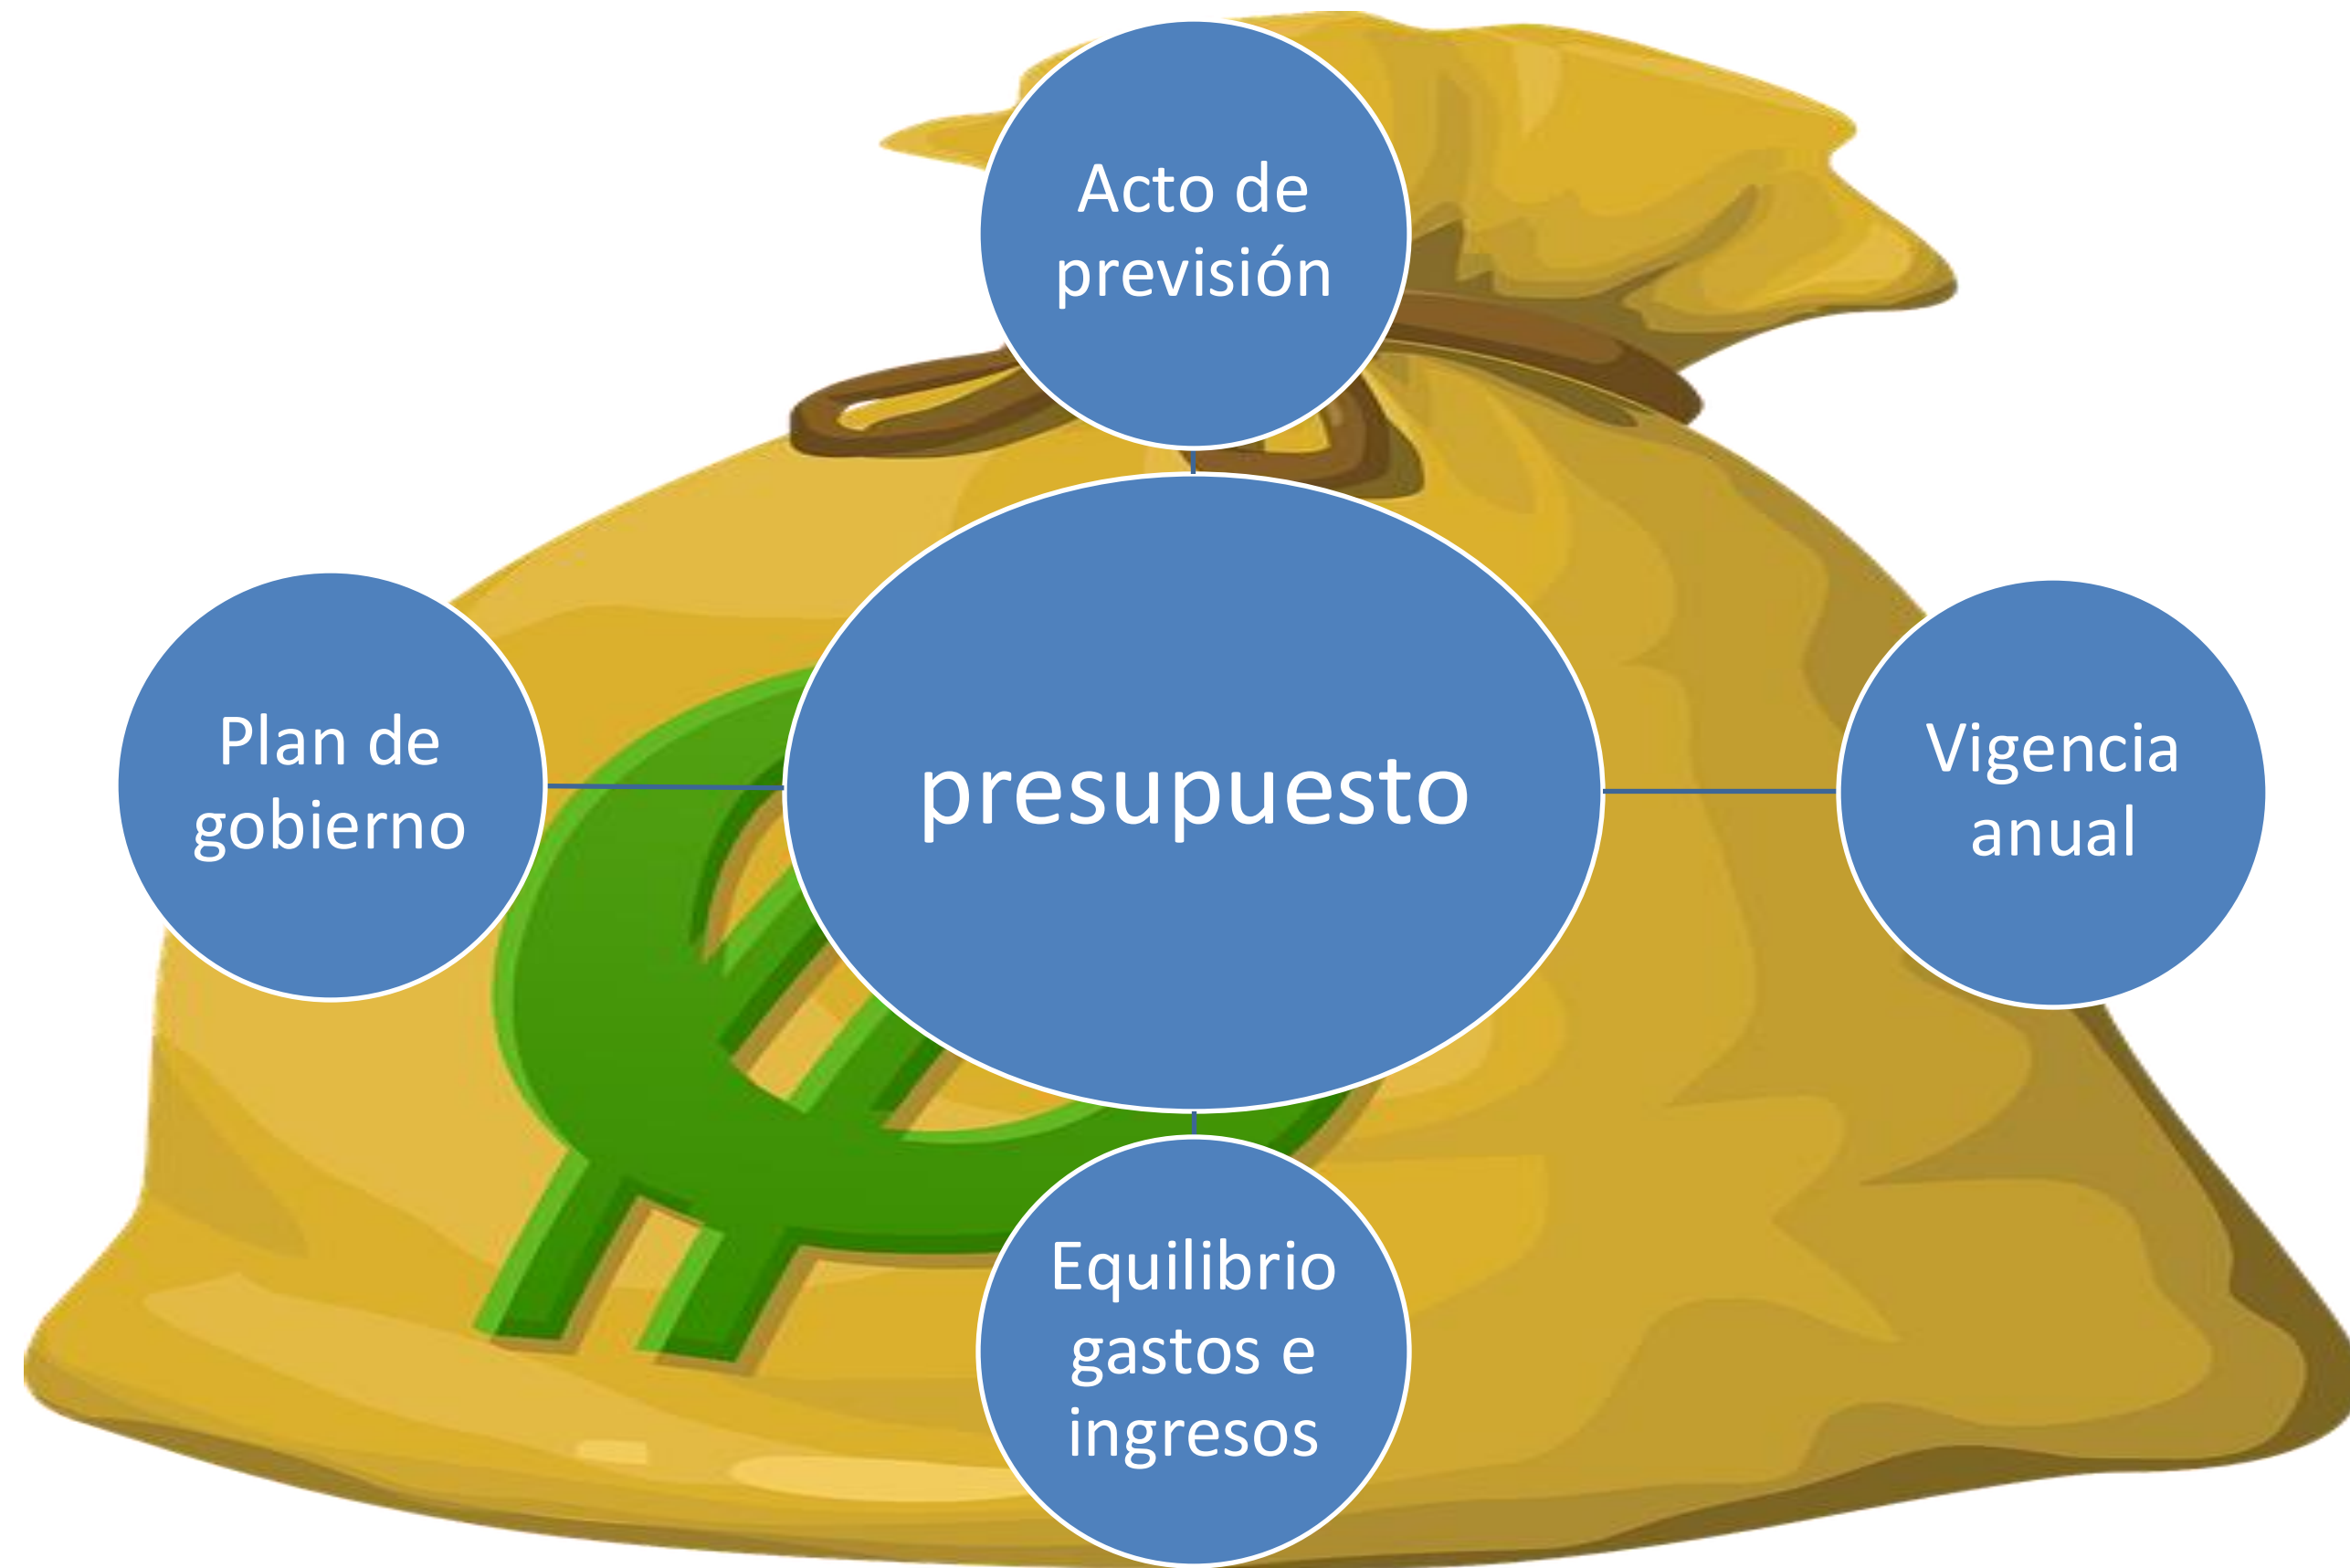 Acto de
previsión
Plan de
gobierno
presupuesto
Vigencia
anual
Equilibrio
gastos e
ingresos